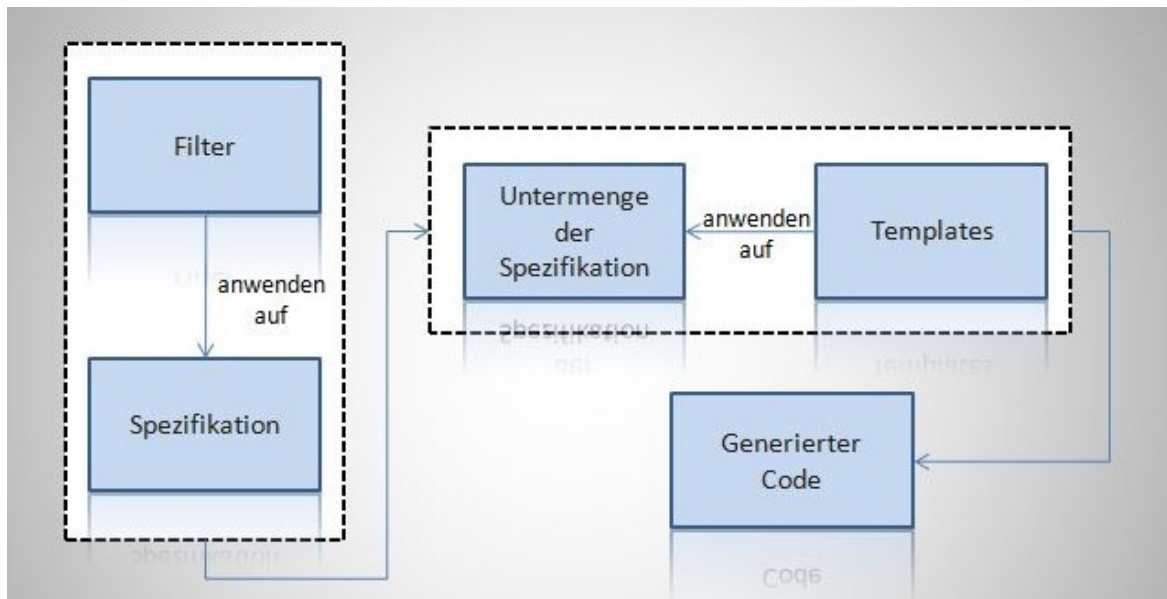 Filter
anwenden
auf
Spezifikation
Untermenge
der
Spezifikation
anwenden
auf
Templates
Generierter
Code